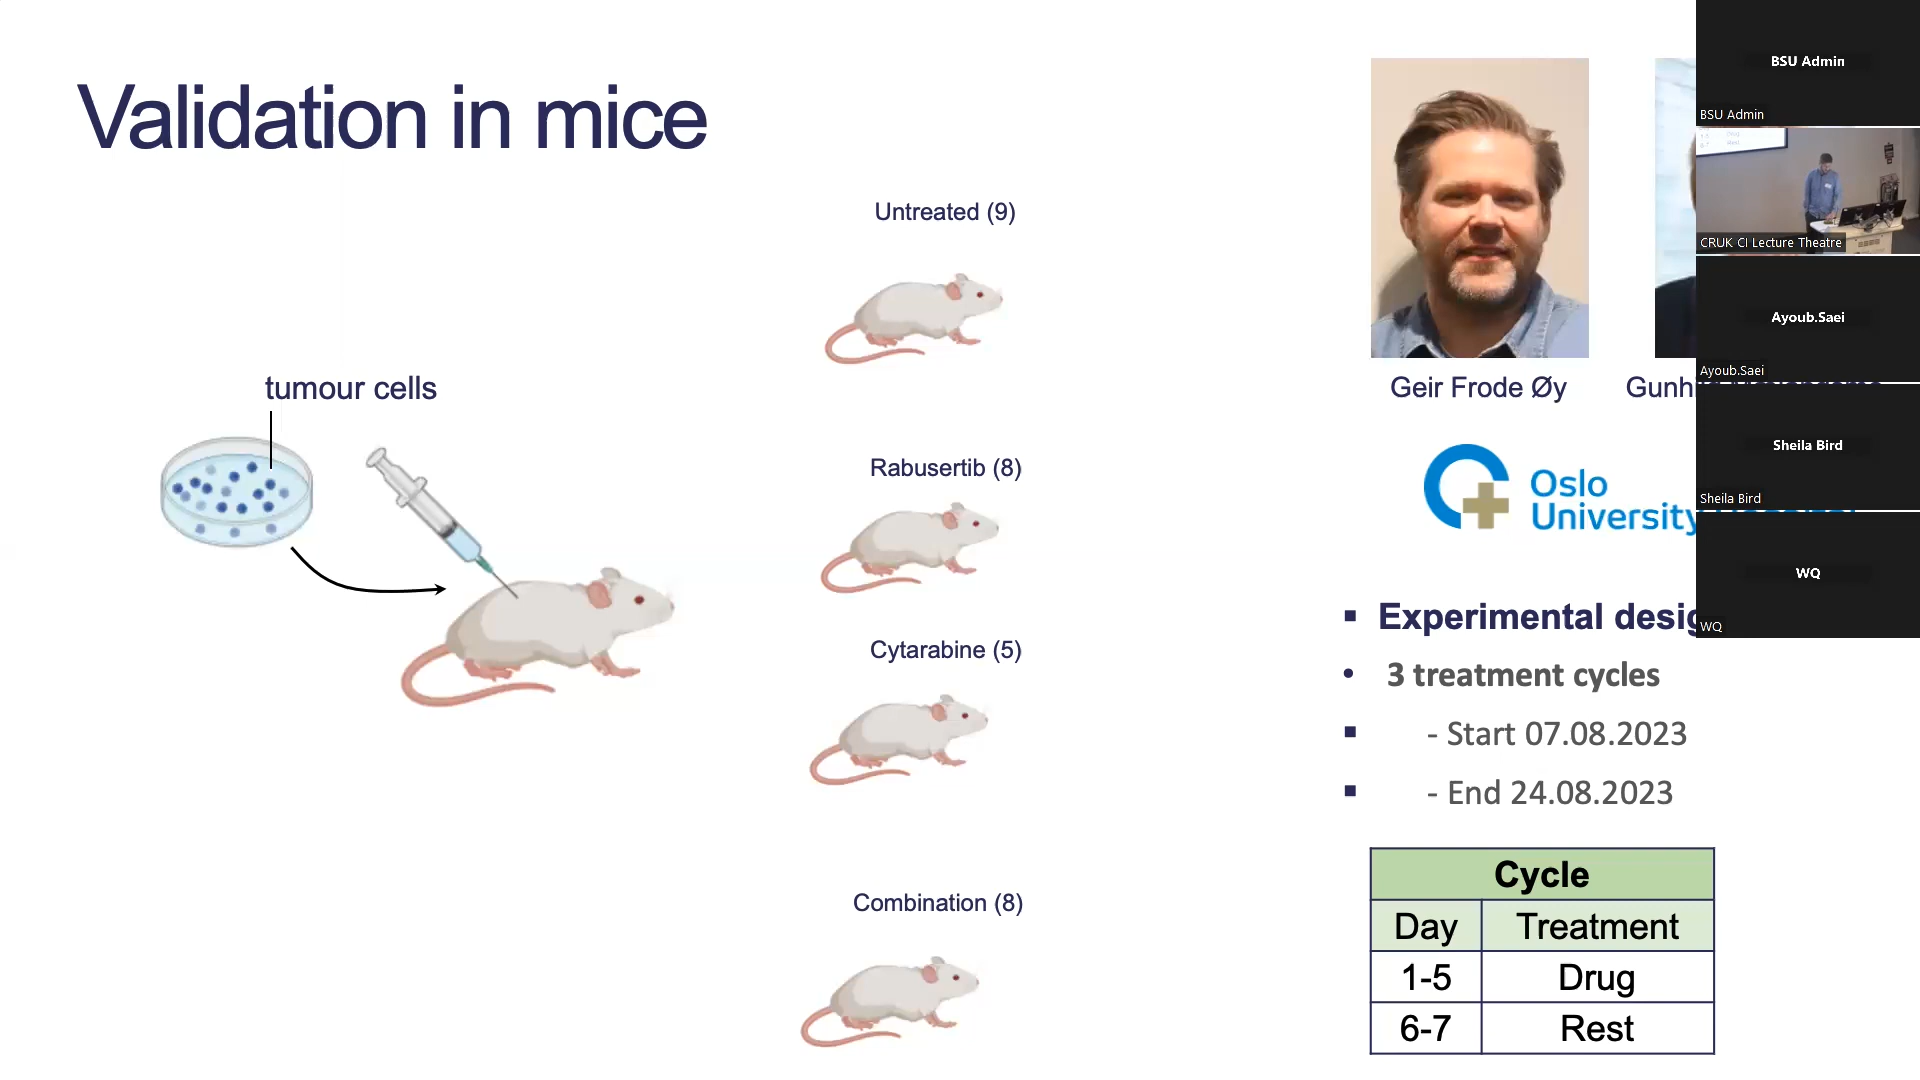 Validation in mice
tumour cells
Untreated (9)
Rabusertib (8)
Cytarabine (5)
Combination (8)
Geir Frode Øy
Oslo
University
▪ Experimental
• 3 treatment cycles
▪ - Start 07.08.2023
▪ - End 24.08.2023
Cycle
Day Treatment
1-5 Drug
6-7 Rest
BSU Admin
BSU Admin
CRUK CI Lecture Theatre
Ayoub.Saei
Ayoub.Saei
Sheila Bird
Sheila Bird
WQ
WQ